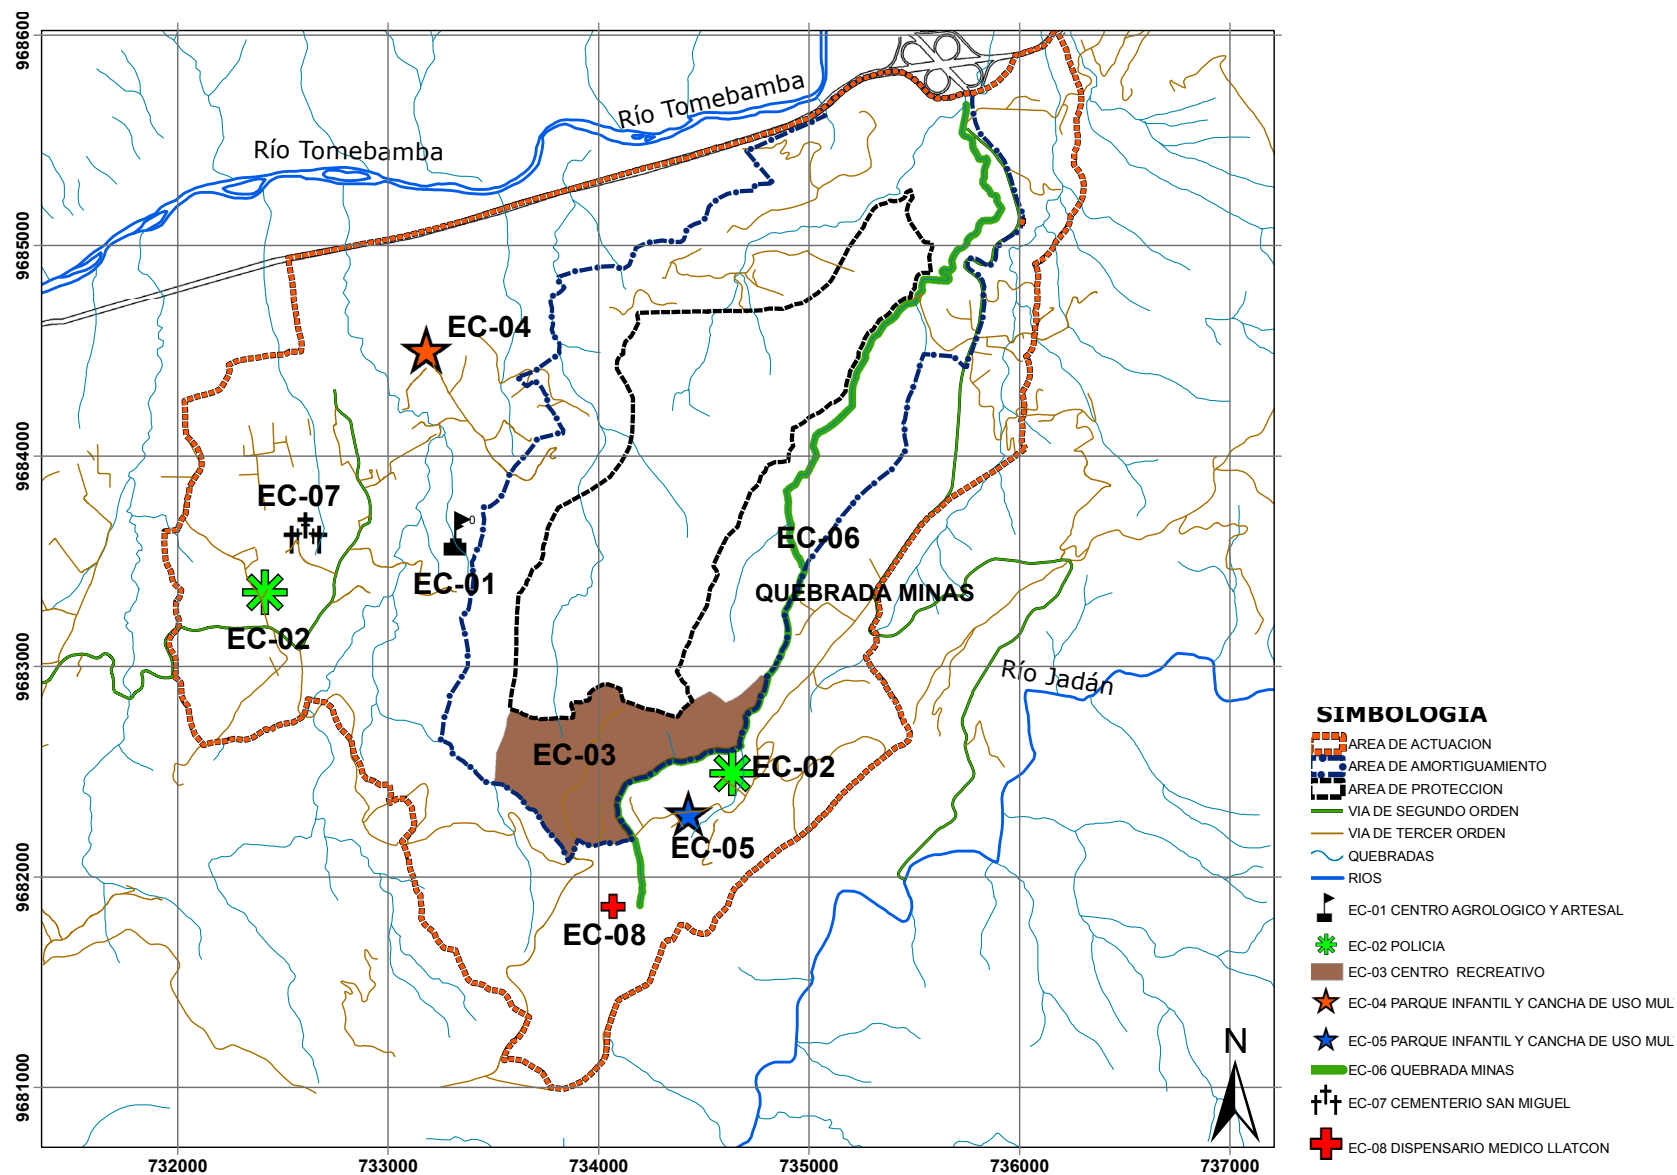 968600
Río Tomebamba
Río Tomebamba
9685000
EC-04
9684000
EC-07
0
EC-01
EC-06
QUEBRADA MINAS
EC-02
9683000
Río Jadán
EC-03
EC-02
EC-05
9682000
EC-08
9681000
732000
733000
734000
735000
736000
737000
N
SIMBOLOGIA
AREA DE ACTUACION
AREA DE AMORTIGUAMIENTO
AREA DE PROTECCION
VIA DE SEGUNDO ORDEN
VIA DE TERCER ORDEN
QUEBRADAS
RIOS
EC-01 CENTRO AGROLOGICO Y ARTESAL
EC-02 POLICIA
EC-03 CENTRO RECREATIVO
EC-04 PARQUE INFANTIL Y CANCHA DE USO MUL
EC-05 PARQUE INFANTIL Y CANCHA DE USO MUL
EC-06 QUEBRADA MINAS
EC-07 CEMENTERIO SAN MIGUEL
EC-08 DISPENSARIO MEDICO LLATCON